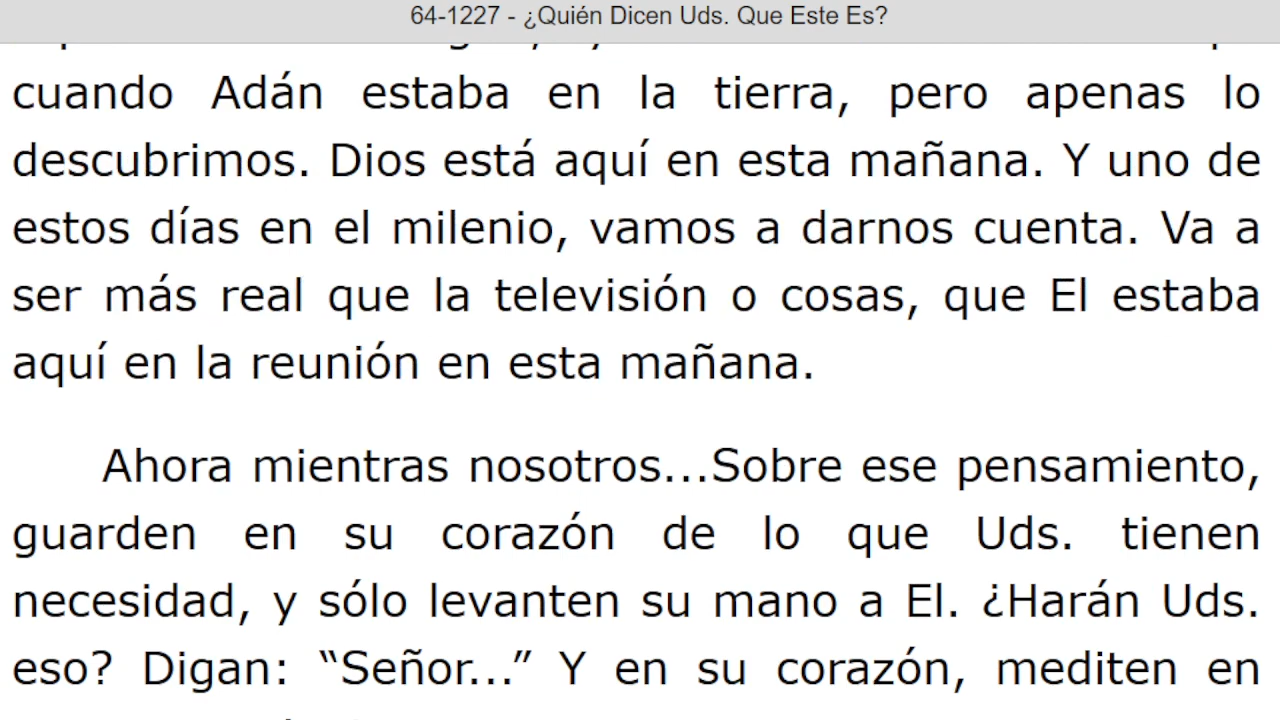 64-1227 - ¿Quién Dicen Uds. Que Este Es?
cuando Adán estaba en la tierra, pero apenas lo
descubrimos. Dios está aquí en esta mañana. Y uno de
estos días en el milenio, vamos a darnos cuenta. Va a
ser más real que la televisión o cosas, que El estaba
aquí en la reunión en esta mañana.
Ahora mientras nosotros...Sobre ese pensamiento,
guarden en su corazón de lo que Uds. tienen
necesidad, y sólo levanten su mano a El. ¿Harán Uds.
eso? Digan: “Señor...” Y en su corazón, mediten en